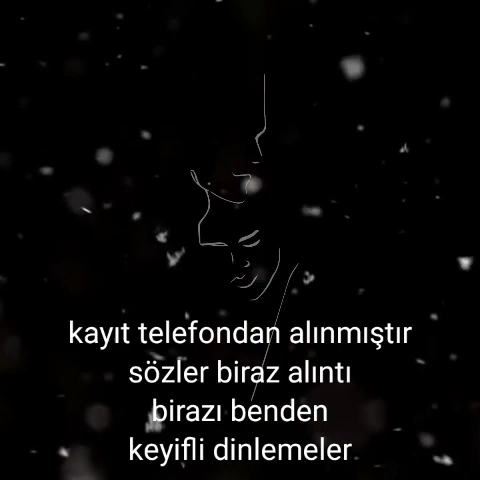 kayıt telefondan alınmıştır
sözler biraz alıntı
birazı benden
keyifli dinlemeler